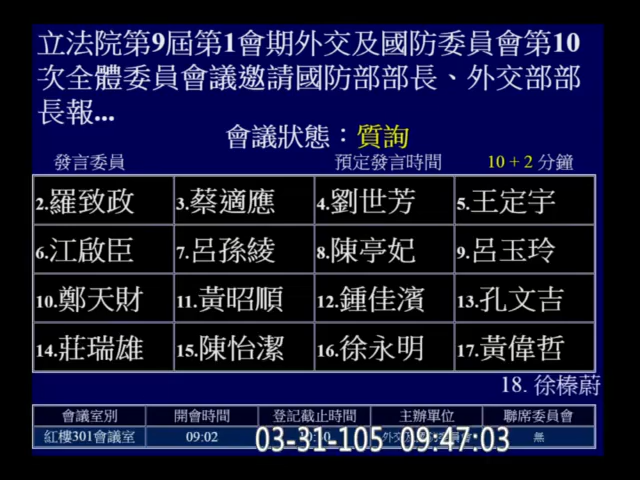 立法院第9屆第1會期外交及國防委員會第10
次全體委員會議邀請國防部部長、外交部部
長報...
會議狀態：質詢
發言委員 預定發言時間 10 + 2 分鐘
2.羅致政 3.蔡適應 4.劉世芳 5.王定宇
6.江啟臣 7.呂孫綾 8.陳亭妃 9.呂玉玲
10.鄭天財 11.黃昭順 12.鍾佳濱 13.孔文吉
14.莊瑞雄 15.陳怡潔 16.徐永明 17.黃偉哲
18. 徐榛蔚
會議室別 開會時間 登記截止時間 主辦單位 聯席委員會
紅樓301會議室 09:02 無
03-31-105 09:47:03